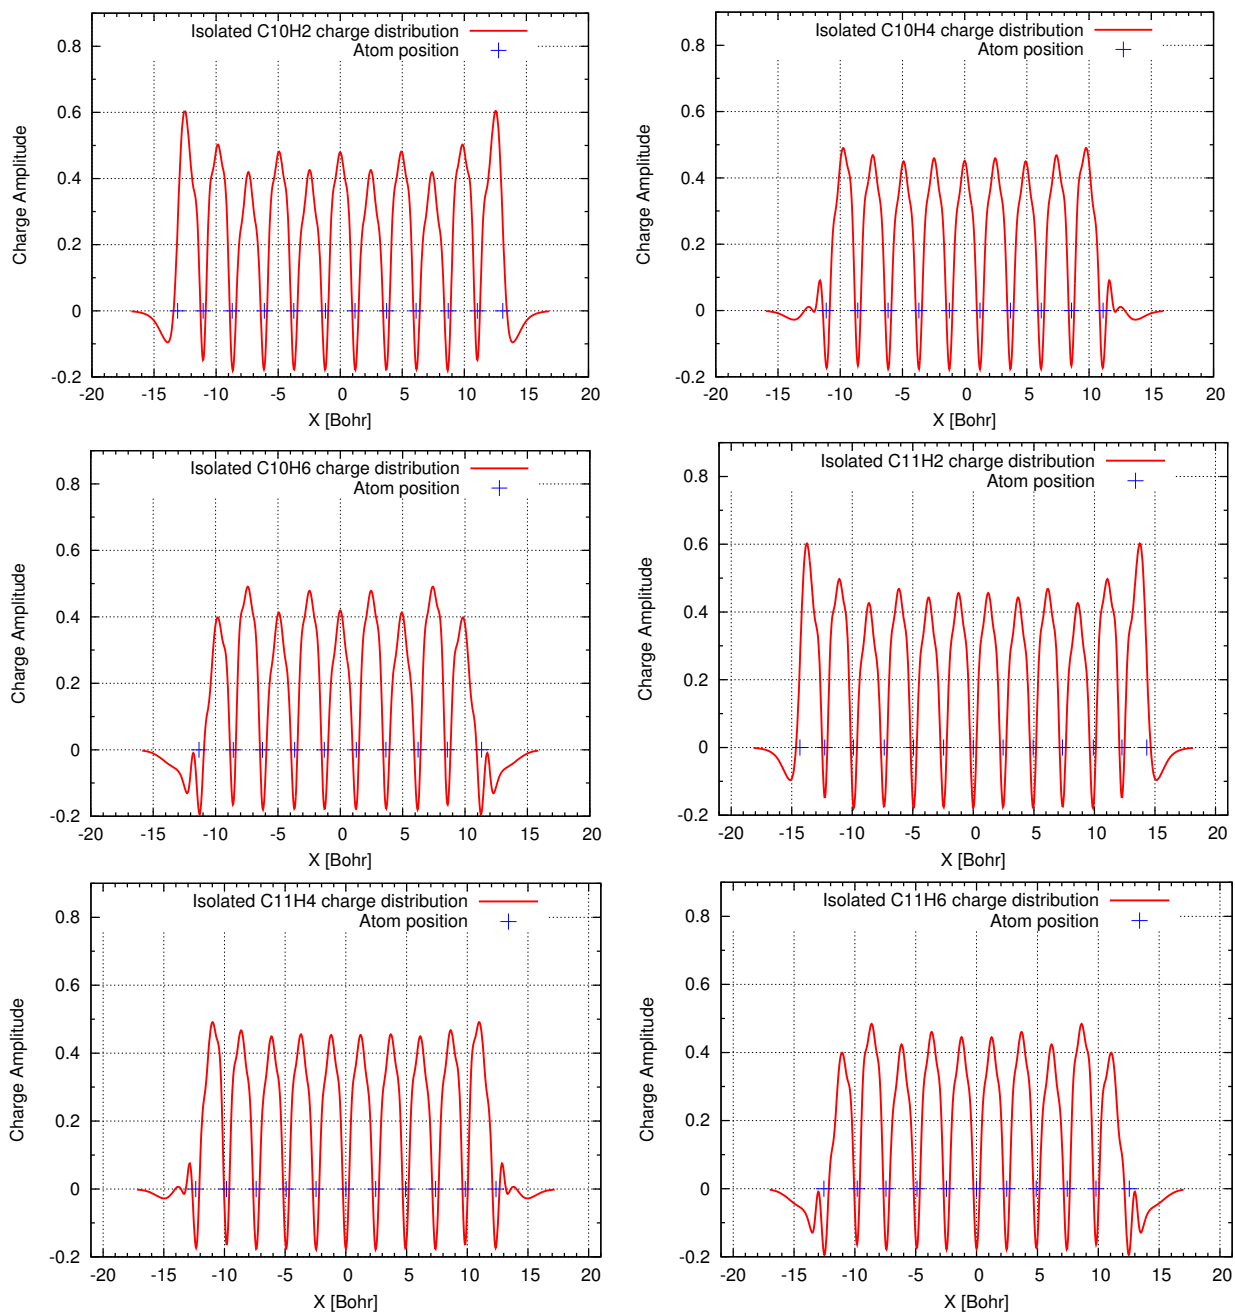 Isolated C10H2 charge distribution
Atom position
Charge Amplitude
0.8
0.6
0.4
0.2
0
-0.2
-20 -15 -10 -5 0 5 10 15 20
X [Bohr]
Isolated C10H4 charge distribution
Atom position
Charge Amplitude
0.8
0.6
0.4
0.2
0
-0.2
-20 -15 -10 -5 0 5 10 15 20
X [Bohr]
Isolated C10H6 charge distribution
Atom position
Charge Amplitude
0.8
0.6
0.4
0.2
0
-0.2
-20 -15 -10 -5 0 5 10 15 20
X [Bohr]
Isolated C11H2 charge distribution
Atom position
Charge Amplitude
0.8
0.6
0.4
0.2
0
-0.2
-20 -15 -10 -5 0 5 10 15 20
X [Bohr]
Isolated C11H4 charge distribution
Atom position
Charge Amplitude
0.8
0.6
0.4
0.2
0
-0.2
-20 -15 -10 -5 0 5 10 15 20
X [Bohr]
Isolated C11H6 charge distribution
Atom position
Charge Amplitude
0.8
0.6
0.4
0.2
0
-0.2
-20 -15 -10 -5 0 5 10 15 20
X [Bohr]